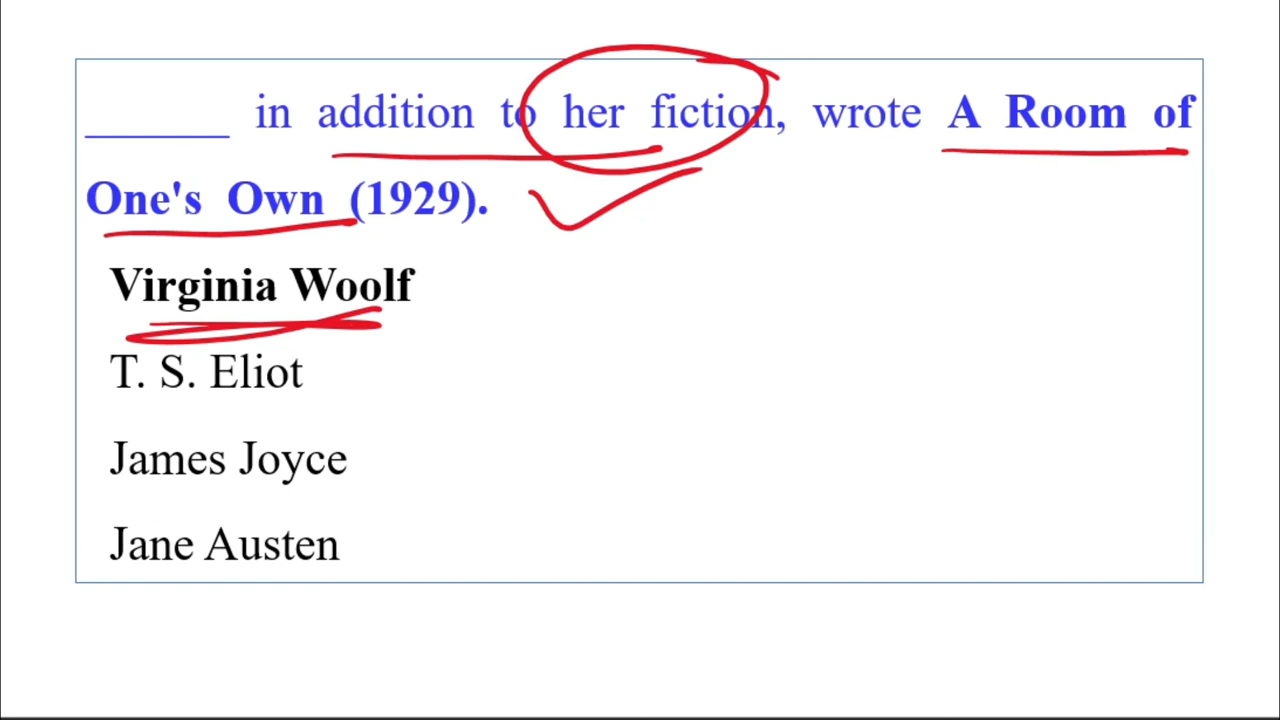 _______ in addition to her fiction, wrote A Room of
One's Own (1929).
Virginia Woolf
T. S. Eliot
James Joyce
Jane Austen